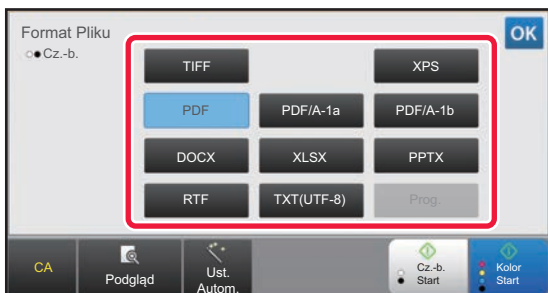 Format Pliku
OK
Cz.-b.
TIFF
XPS
PDF
PDF/A-1a
PDF/A-1b
DOCX
XLSX
PPTX
RTF
TXT(UTF-8)
Prog.
CA
Podgląd
Ust.
Autom.
Cz.-b.
Start
Kolor
Start